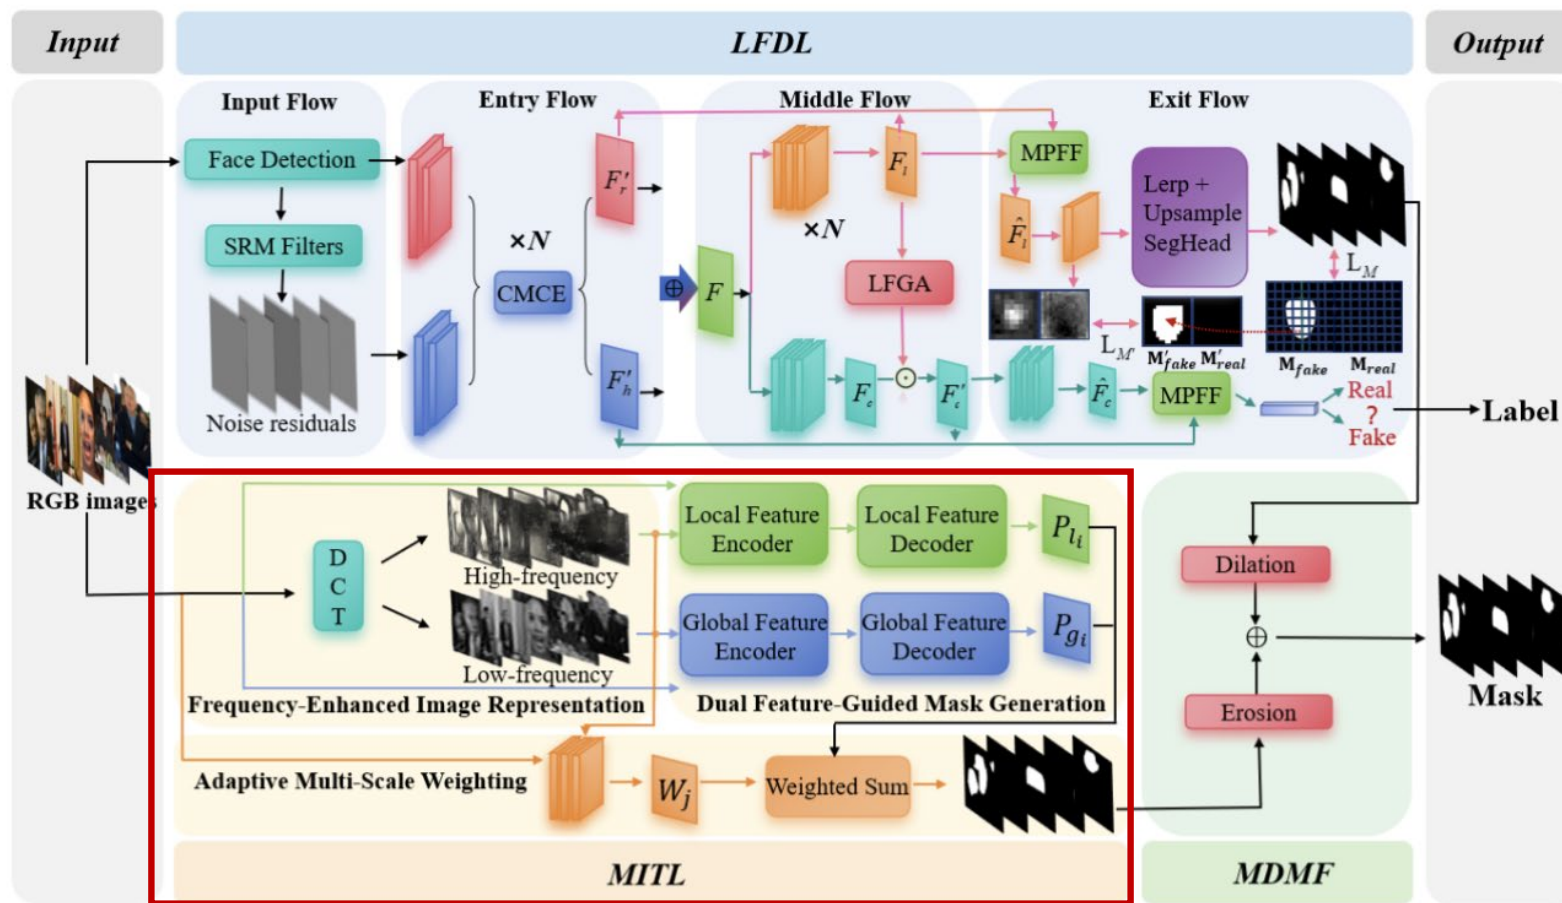 Input
LFDL
Output
Input Flow
Entry Flow
Middle Flow
Exit Flow
Face Detection
SRM Filters
Noise residuals
×N
CMCE
F'r
F'h
⊕
F
×N
Fl
LFGA
Fc
F'c
MPFF
F̂l
Lerp +
Upsample
SegHead
LM
LM'
M'fake M'real
Mfake Mreal
F̂c
MPFF
Real
?
Fake
Label
RGB images
D
C
T
High-frequency
Low-frequency
Frequency-Enhanced Image Representation
Local Feature
Encoder
Local Feature
Decoder
Pli
Global Feature
Encoder
Global Feature
Decoder
Pgi
Dual Feature-Guided Mask Generation
Adaptive Multi-Scale Weighting
Wj
Weighted Sum
MITL
Dilation
⊕
Erosion
MDMF
Mask